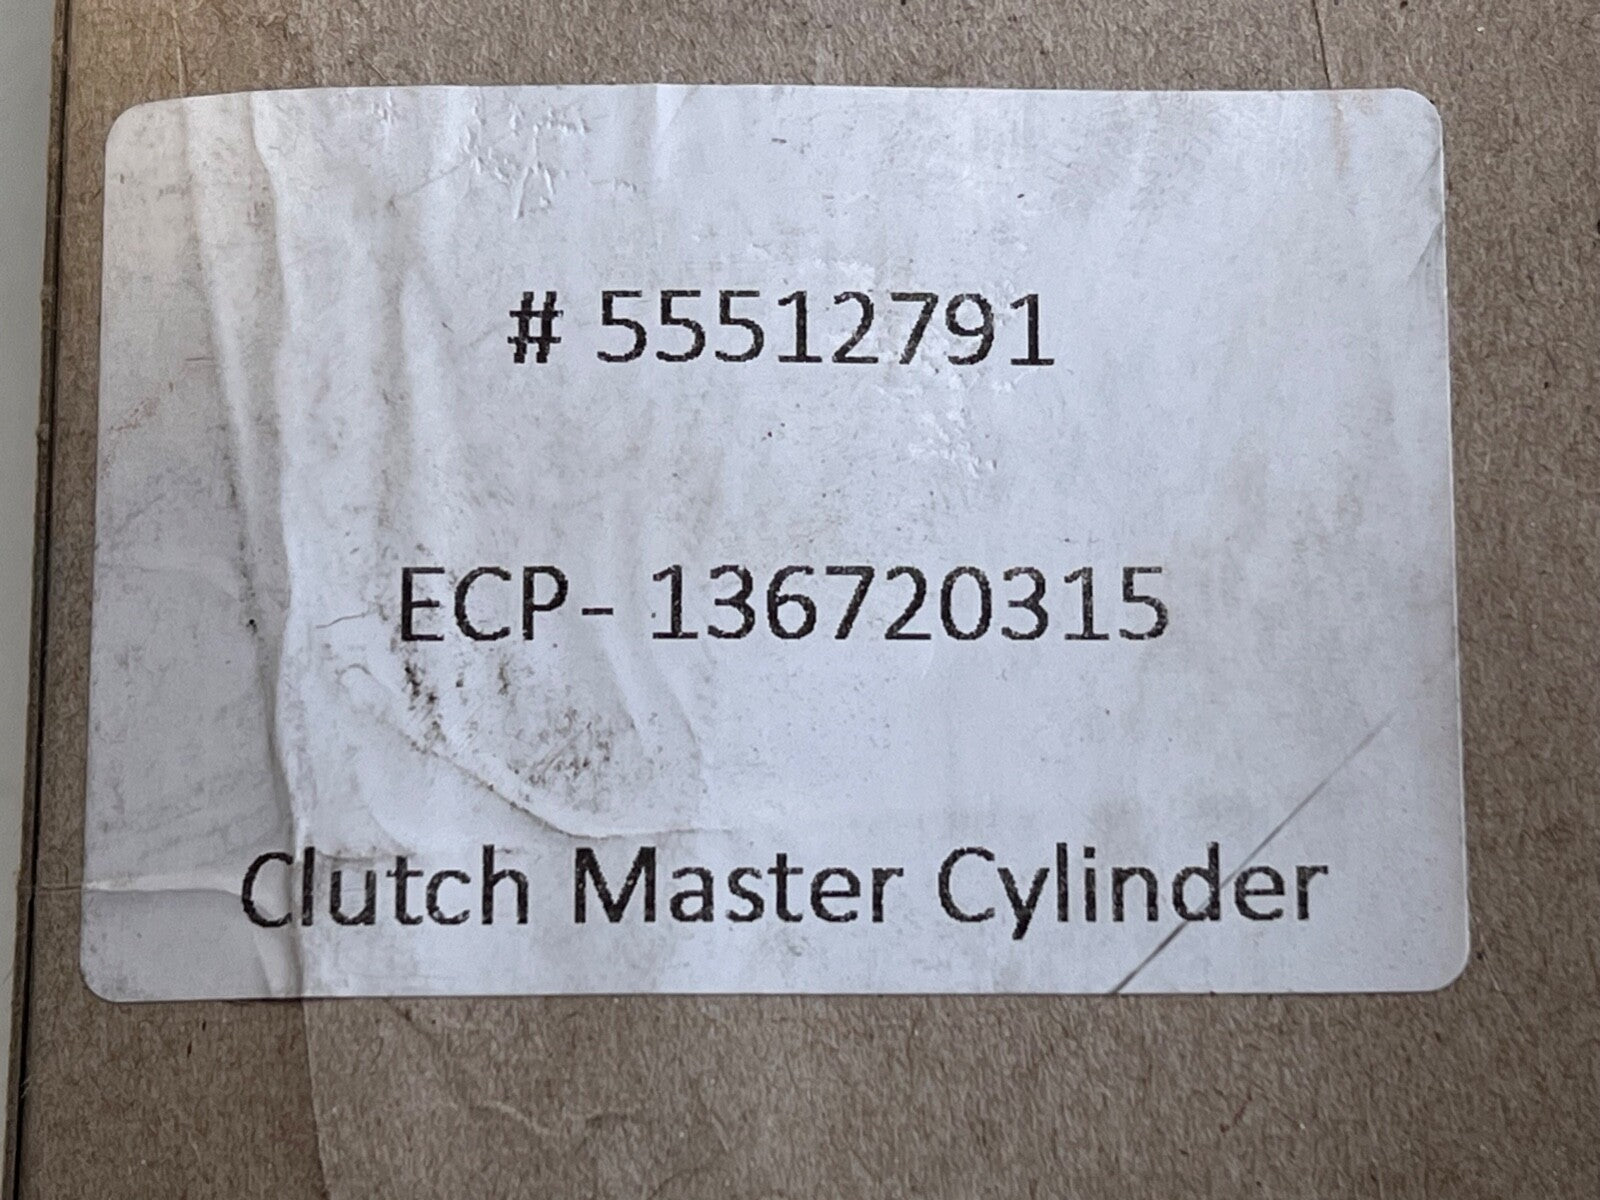 # 55512791
ECP- 136720315
Clutch Master Cylinder